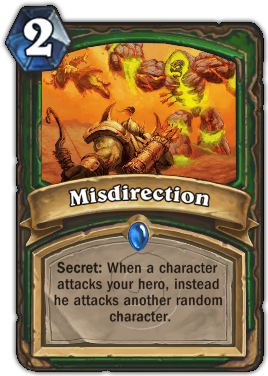 2
Misdirection
Secret: When a character
attacks your hero, instead
he attacks another random
character.